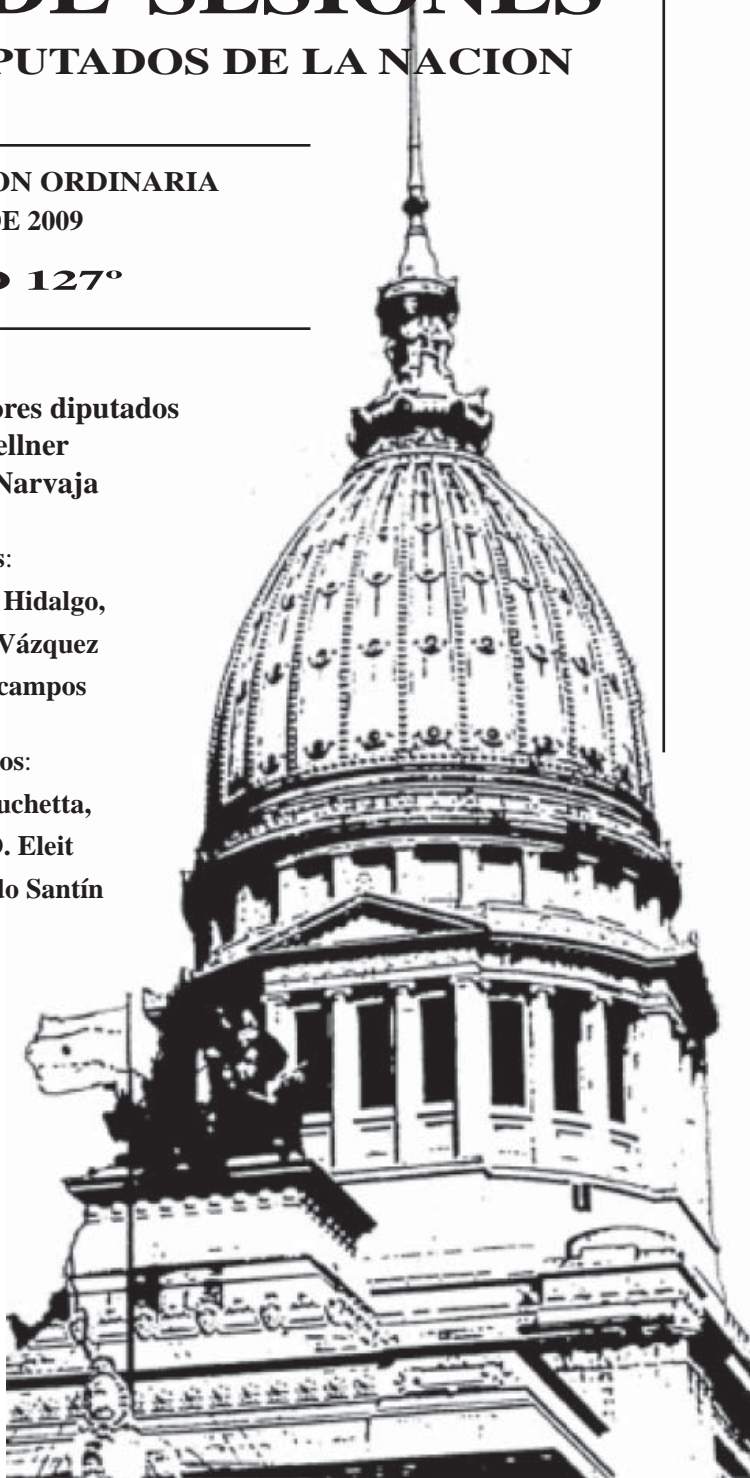 DE SESIONES
PUTADOS DE LA NACION
ON ORDINARIA
DE 2009
o 127º
ores diputados
ellner
Narvaja
s:
Hidalgo,
Vázquez
campos
os:
uchetta,
D. Eleit
lo Santín